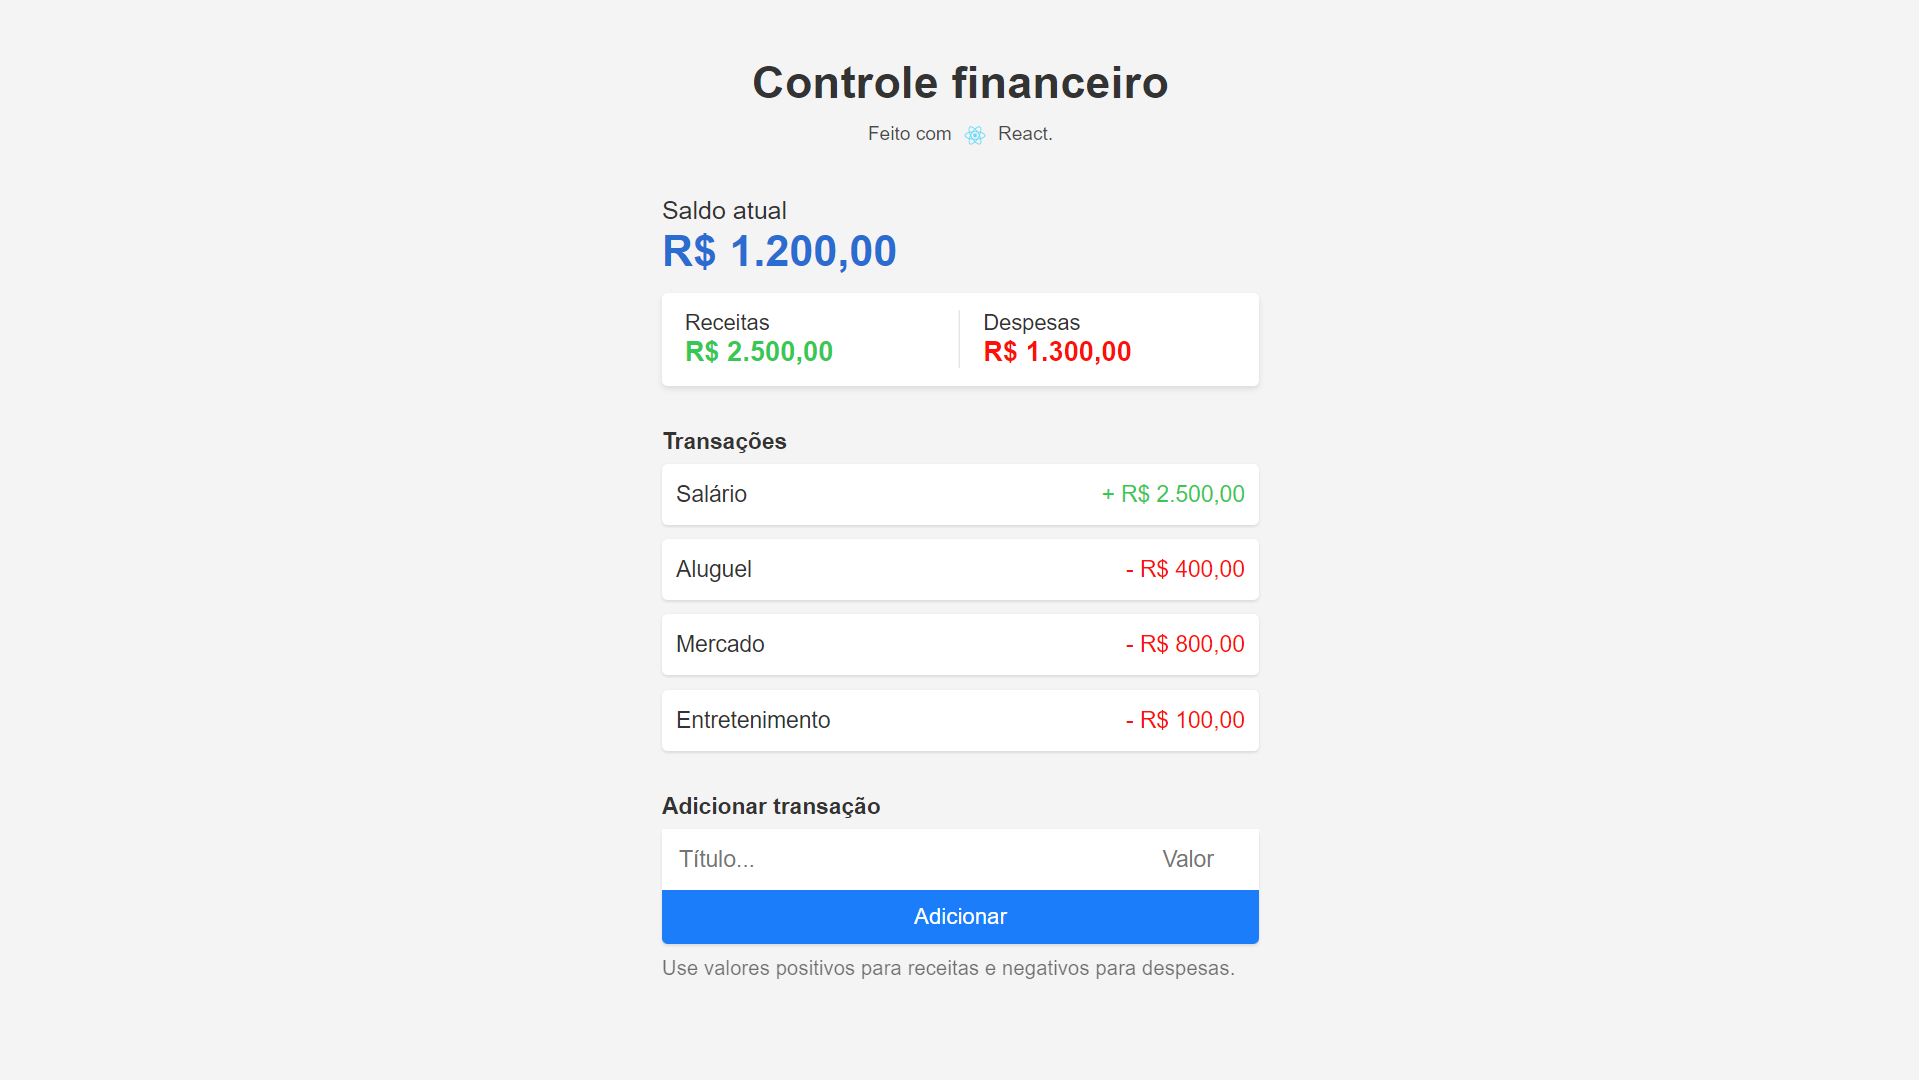 Controle financeiro
Feito com React.
Saldo atual
R$ 1.200,00
Receitas
R$ 2.500,00
Despesas
R$ 1.300,00
Transações
Salário + R$ 2.500,00
Aluguel - R$ 400,00
Mercado - R$ 800,00
Entretenimento - R$ 100,00
Adicionar transação
Título... Valor
Adicionar
Use valores positivos para receitas e negativos para despesas.